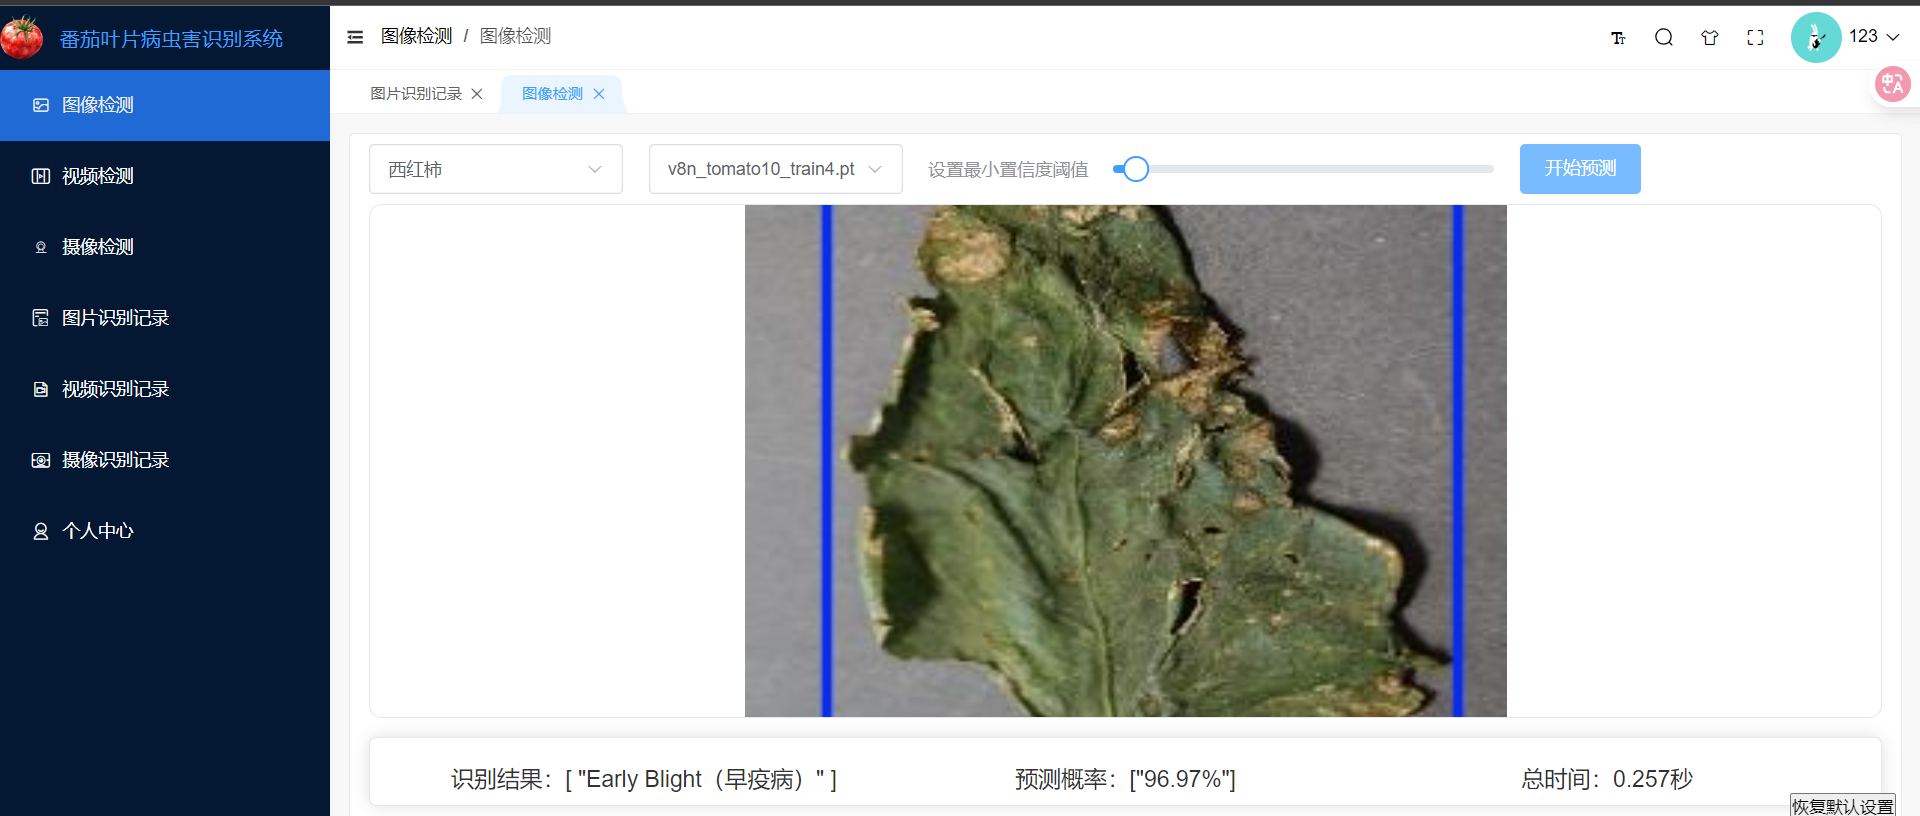 番茄叶片病虫害识别系统
图像检测 / 图像检测
123
图片识别记录
图像检测
图像检测
视频检测
摄像检测
图片识别记录
视频识别记录
摄像识别记录
个人中心
西红柿
v8n_tomato10_train4.pt
设置最小置信度阈值
开始预测
识别结果：[ "Early Blight（早疫病）" ]
预测概率：["96.97%"]
总时间：0.257秒
恢复默认设置